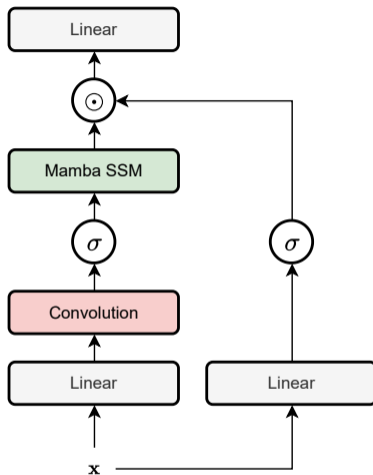 Linear
⊙
Mamba SSM
σ σ
Convolution
Linear Linear
x